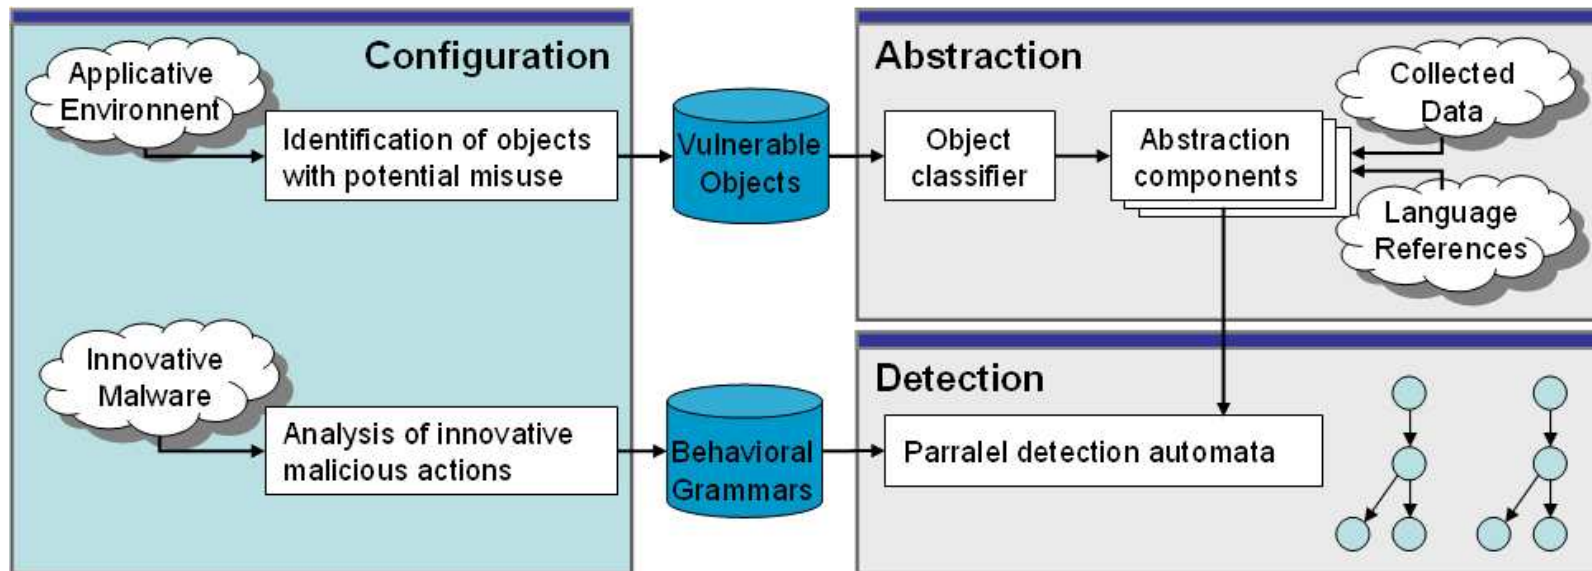 Configuration
Applicative
Environnent
Identification of objects
with potential misuse
Innovative
Malware
Analysis of innovative
malicious actions
Vulnerable
Objects
Behavioral
Grammars
Abstraction
Object
classifier
Abstraction
components
Collected
Data
Language
References
Detection
Parralel detection automata